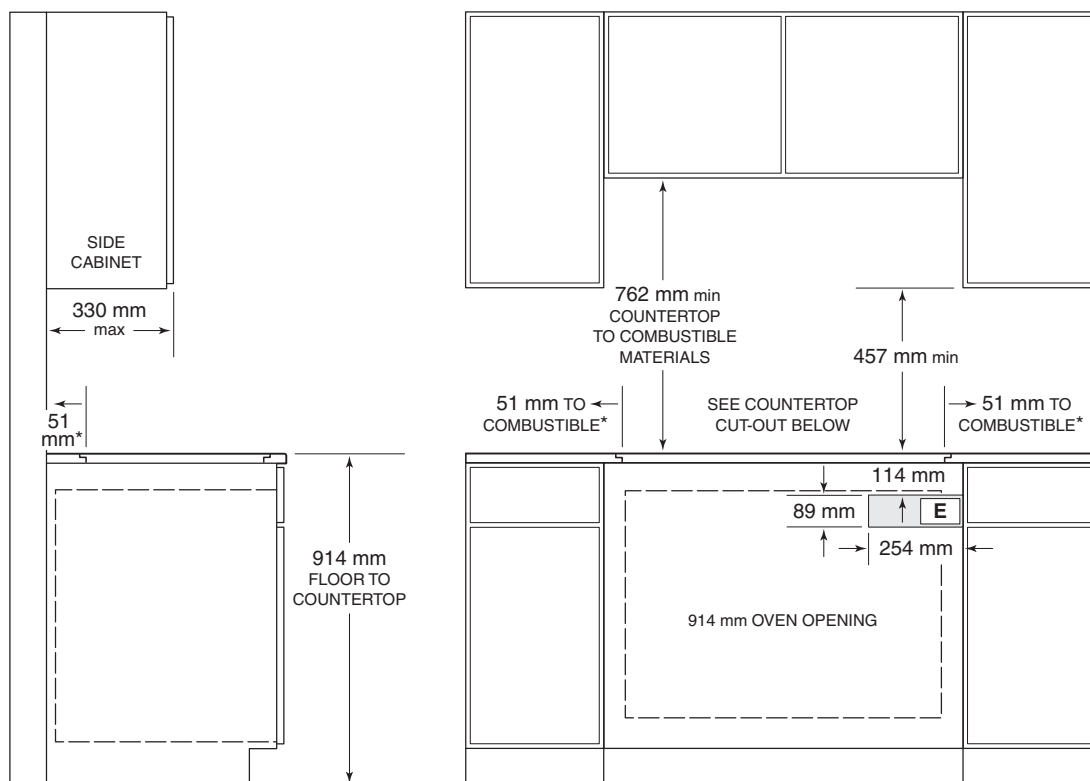 SIDE
CABINET
330 mm
max
51
mm*
914 mm
FLOOR TO
COUNTERTOP
762 mm min
COUNTERTOP
TO COMBUSTIBLE
MATERIALS
457 mm min
51 mm TO
COMBUSTIBLE*
SEE COUNTERTOP
CUT-OUT BELOW
51 mm TO
COMBUSTIBLE*
114 mm
89 mm
E
254 mm
914 mm OVEN OPENING